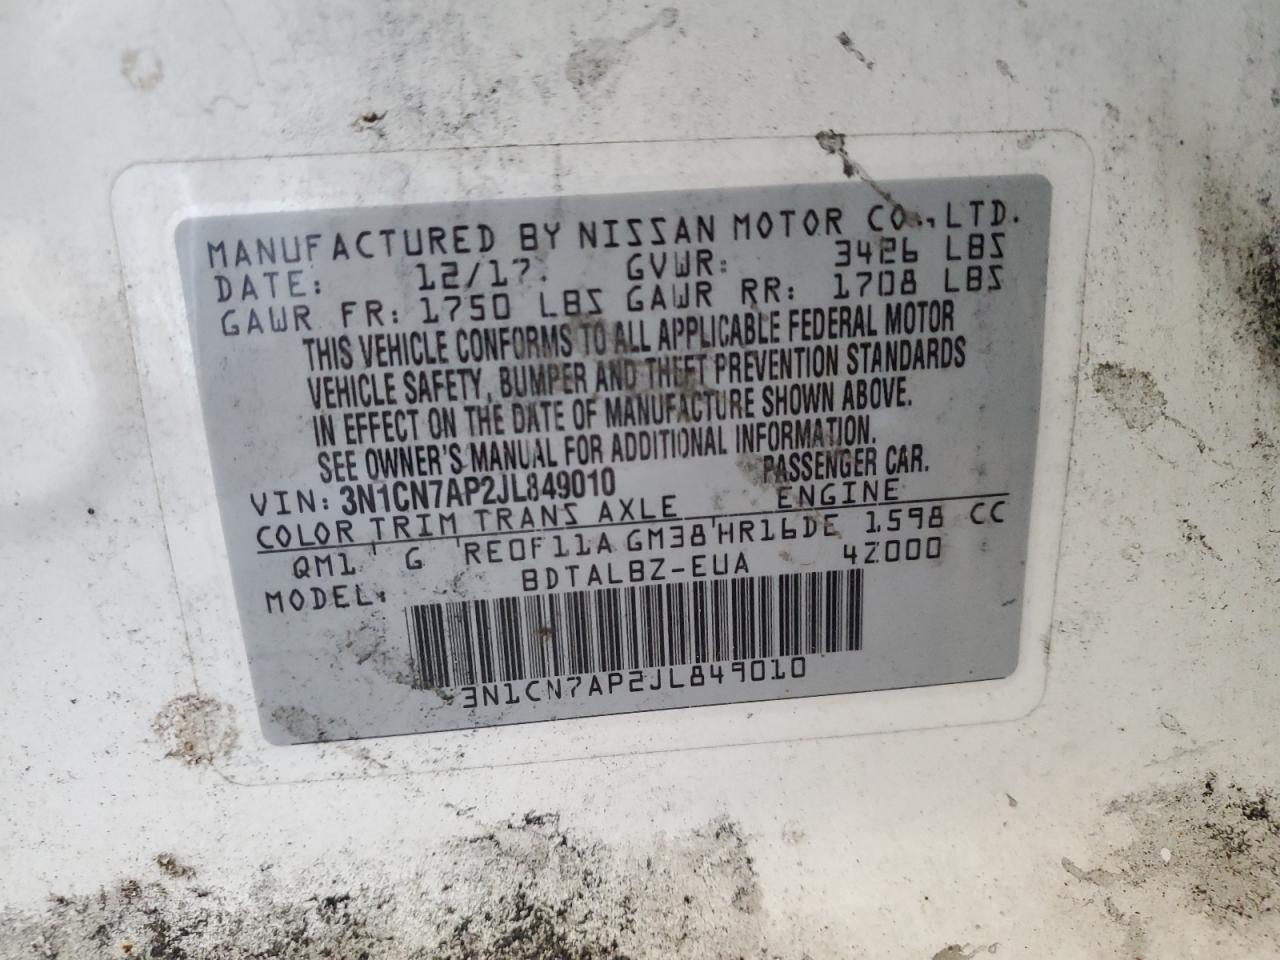 MANUFACTURED BY NISSAN MOTOR CO., LTD.
DATE: 12/17. GVWR: 3426 LBS
GAWR FR: 1750 LBS GAWR RR: 1708 LBS
THIS VEHICLE CONFORMS TO ALL APPLICABLE FEDERAL MOTOR
VEHICLE SAFETY, BUMPER AND THEFT PREVENTION STANDARDS
IN EFFECT ON THE DATE OF MANUFACTURE SHOWN ABOVE.
SEE OWNER'S MANUAL FOR ADDITIONAL INFORMATION.
VIN: 3N1CN7AP2JL849010 PASSENGER CAR.
COLOR TRIM TRANS AXLE ENGINE
QM1 G RE0F11A GM38 HR16DE 1598 CC
MODEL: BDTALBZ-EUA 4Z000
3N1CN7AP2JL849010